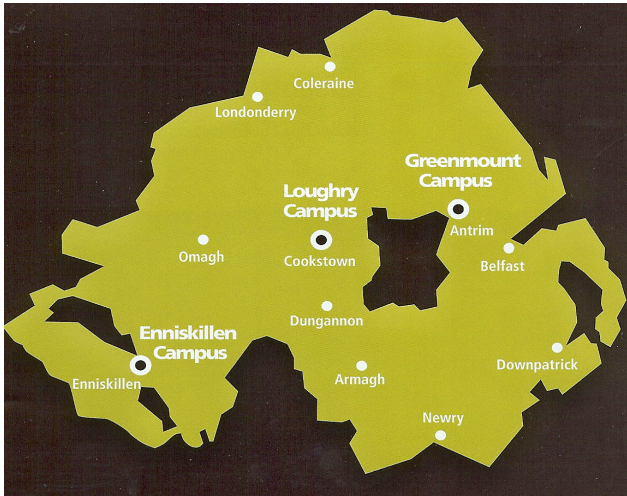 Coleraine
Londonderry
Greenmount
Campus
Loughry
Campus
Antrim
Omagh
Cookstown
Belfast
Dungannon
Enniskillen
Campus
Downpatrick
Armagh
Enniskillen
Newry